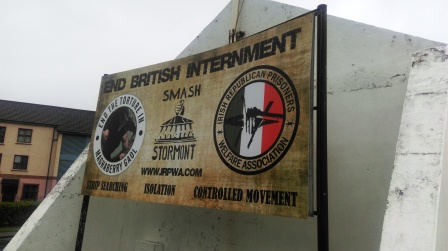 END BRITISH INTERNMENT
END THE TORTURE IN
MAGHABERRY GAOL
SMASH
STORMONT
IRISH REPUBLICAN PRISONERS
WELFARE ASSOCIATION
WWW.IRPWA.COM
STRIP SEARCHING ISOLATION CONTROLLED MOVEMENT